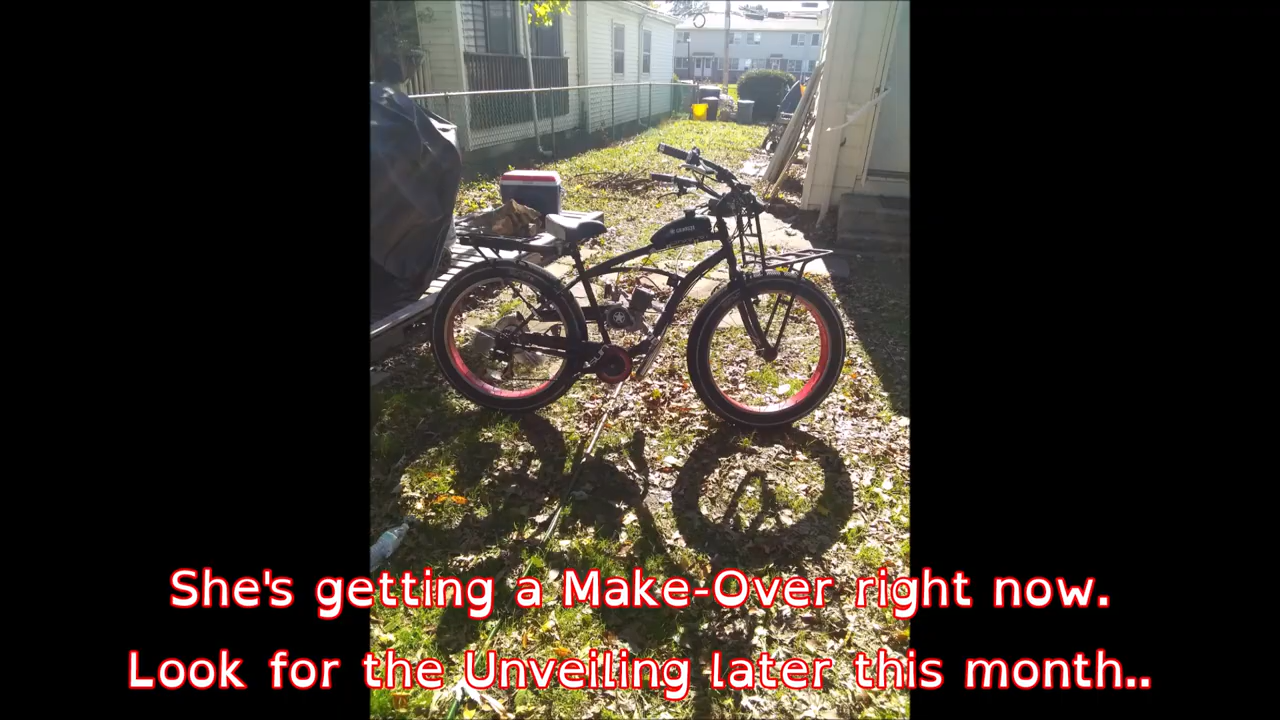 She's getting a Make-Over right now.
Look for the Unveiling later this month..